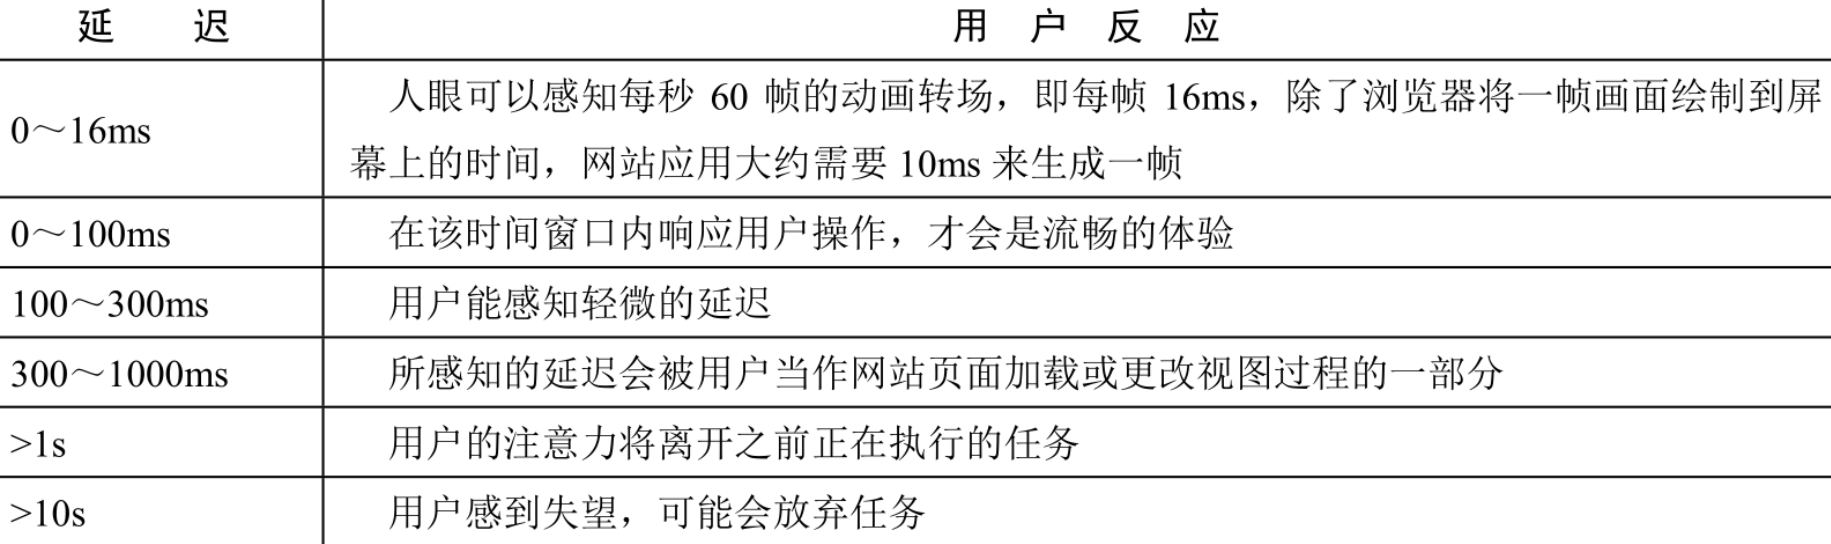 延 迟 用 户 反 应
0～16ms 人眼可以感知每秒 60 帧的动画转场，即每帧 16ms，除了浏览器将一帧画面绘制到屏
幕上的时间，网站应用大约需要 10ms 来生成一帧
0～100ms 在该时间窗口内响应用户操作，才会是流畅的体验
100～300ms 用户能感知轻微的延迟
300～1000ms 所感知的延迟会被用户当作网站页面加载或更改视图过程的一部分
>1s 用户的注意力将离开之前正在执行的任务
>10s 用户感到失望，可能会放弃任务